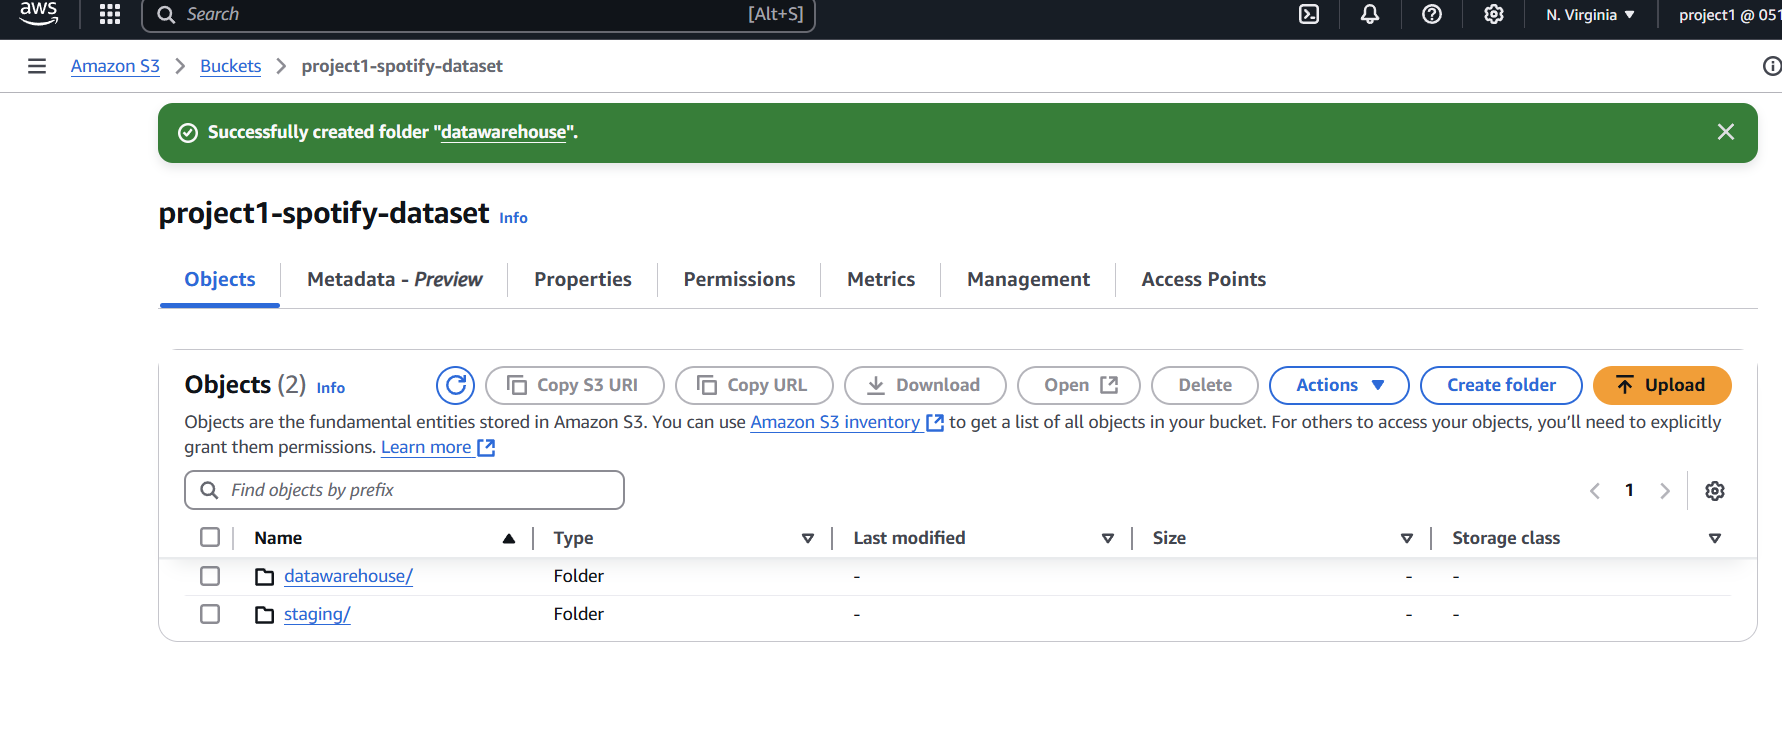 aws
Search [Alt+S] N. Virginia project1 @ 051
Amazon S3 Buckets project1-spotify-dataset
Successfully created folder "datawarehouse".
project1-spotify-dataset Info
Objects Metadata - Preview Properties Permissions Metrics Management Access Points
Objects (2) Info Copy S3 URI Copy URL Download Open Delete Actions Create folder Upload
Objects are the fundamental entities stored in Amazon S3. You can use Amazon S3 inventory to get a list of all objects in your bucket. For others to access your objects, you’ll need to explicitly
grant them permissions. Learn more
Find objects by prefix 1
Name Type Last modified Size Storage class
datawarehouse/ Folder - - -
staging/ Folder - - -